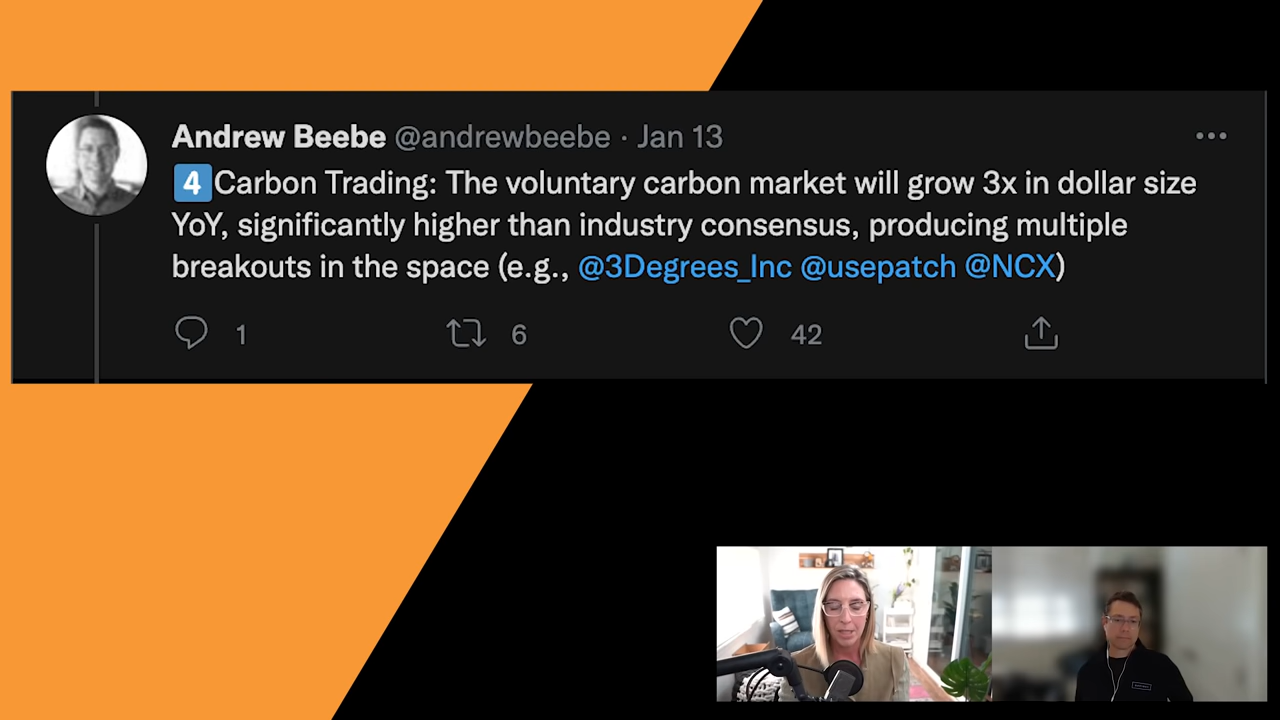 Andrew Beebe @andrewbeebe · Jan 13
4 Carbon Trading: The voluntary carbon market will grow 3x in dollar size
YoY, significantly higher than industry consensus, producing multiple
breakouts in the space (e.g., @3Degrees_Inc @usepatch @NCX)
1 6 42